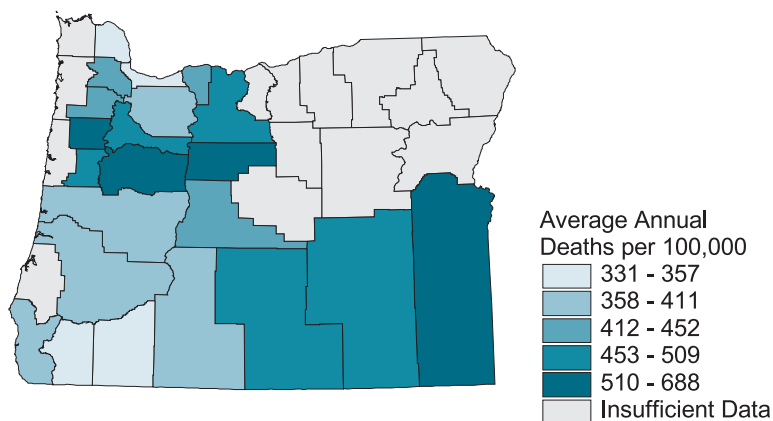 Average Annual
Deaths per 100,000
331 - 357
358 - 411
412 - 452
453 - 509
510 - 688
Insufficient Data